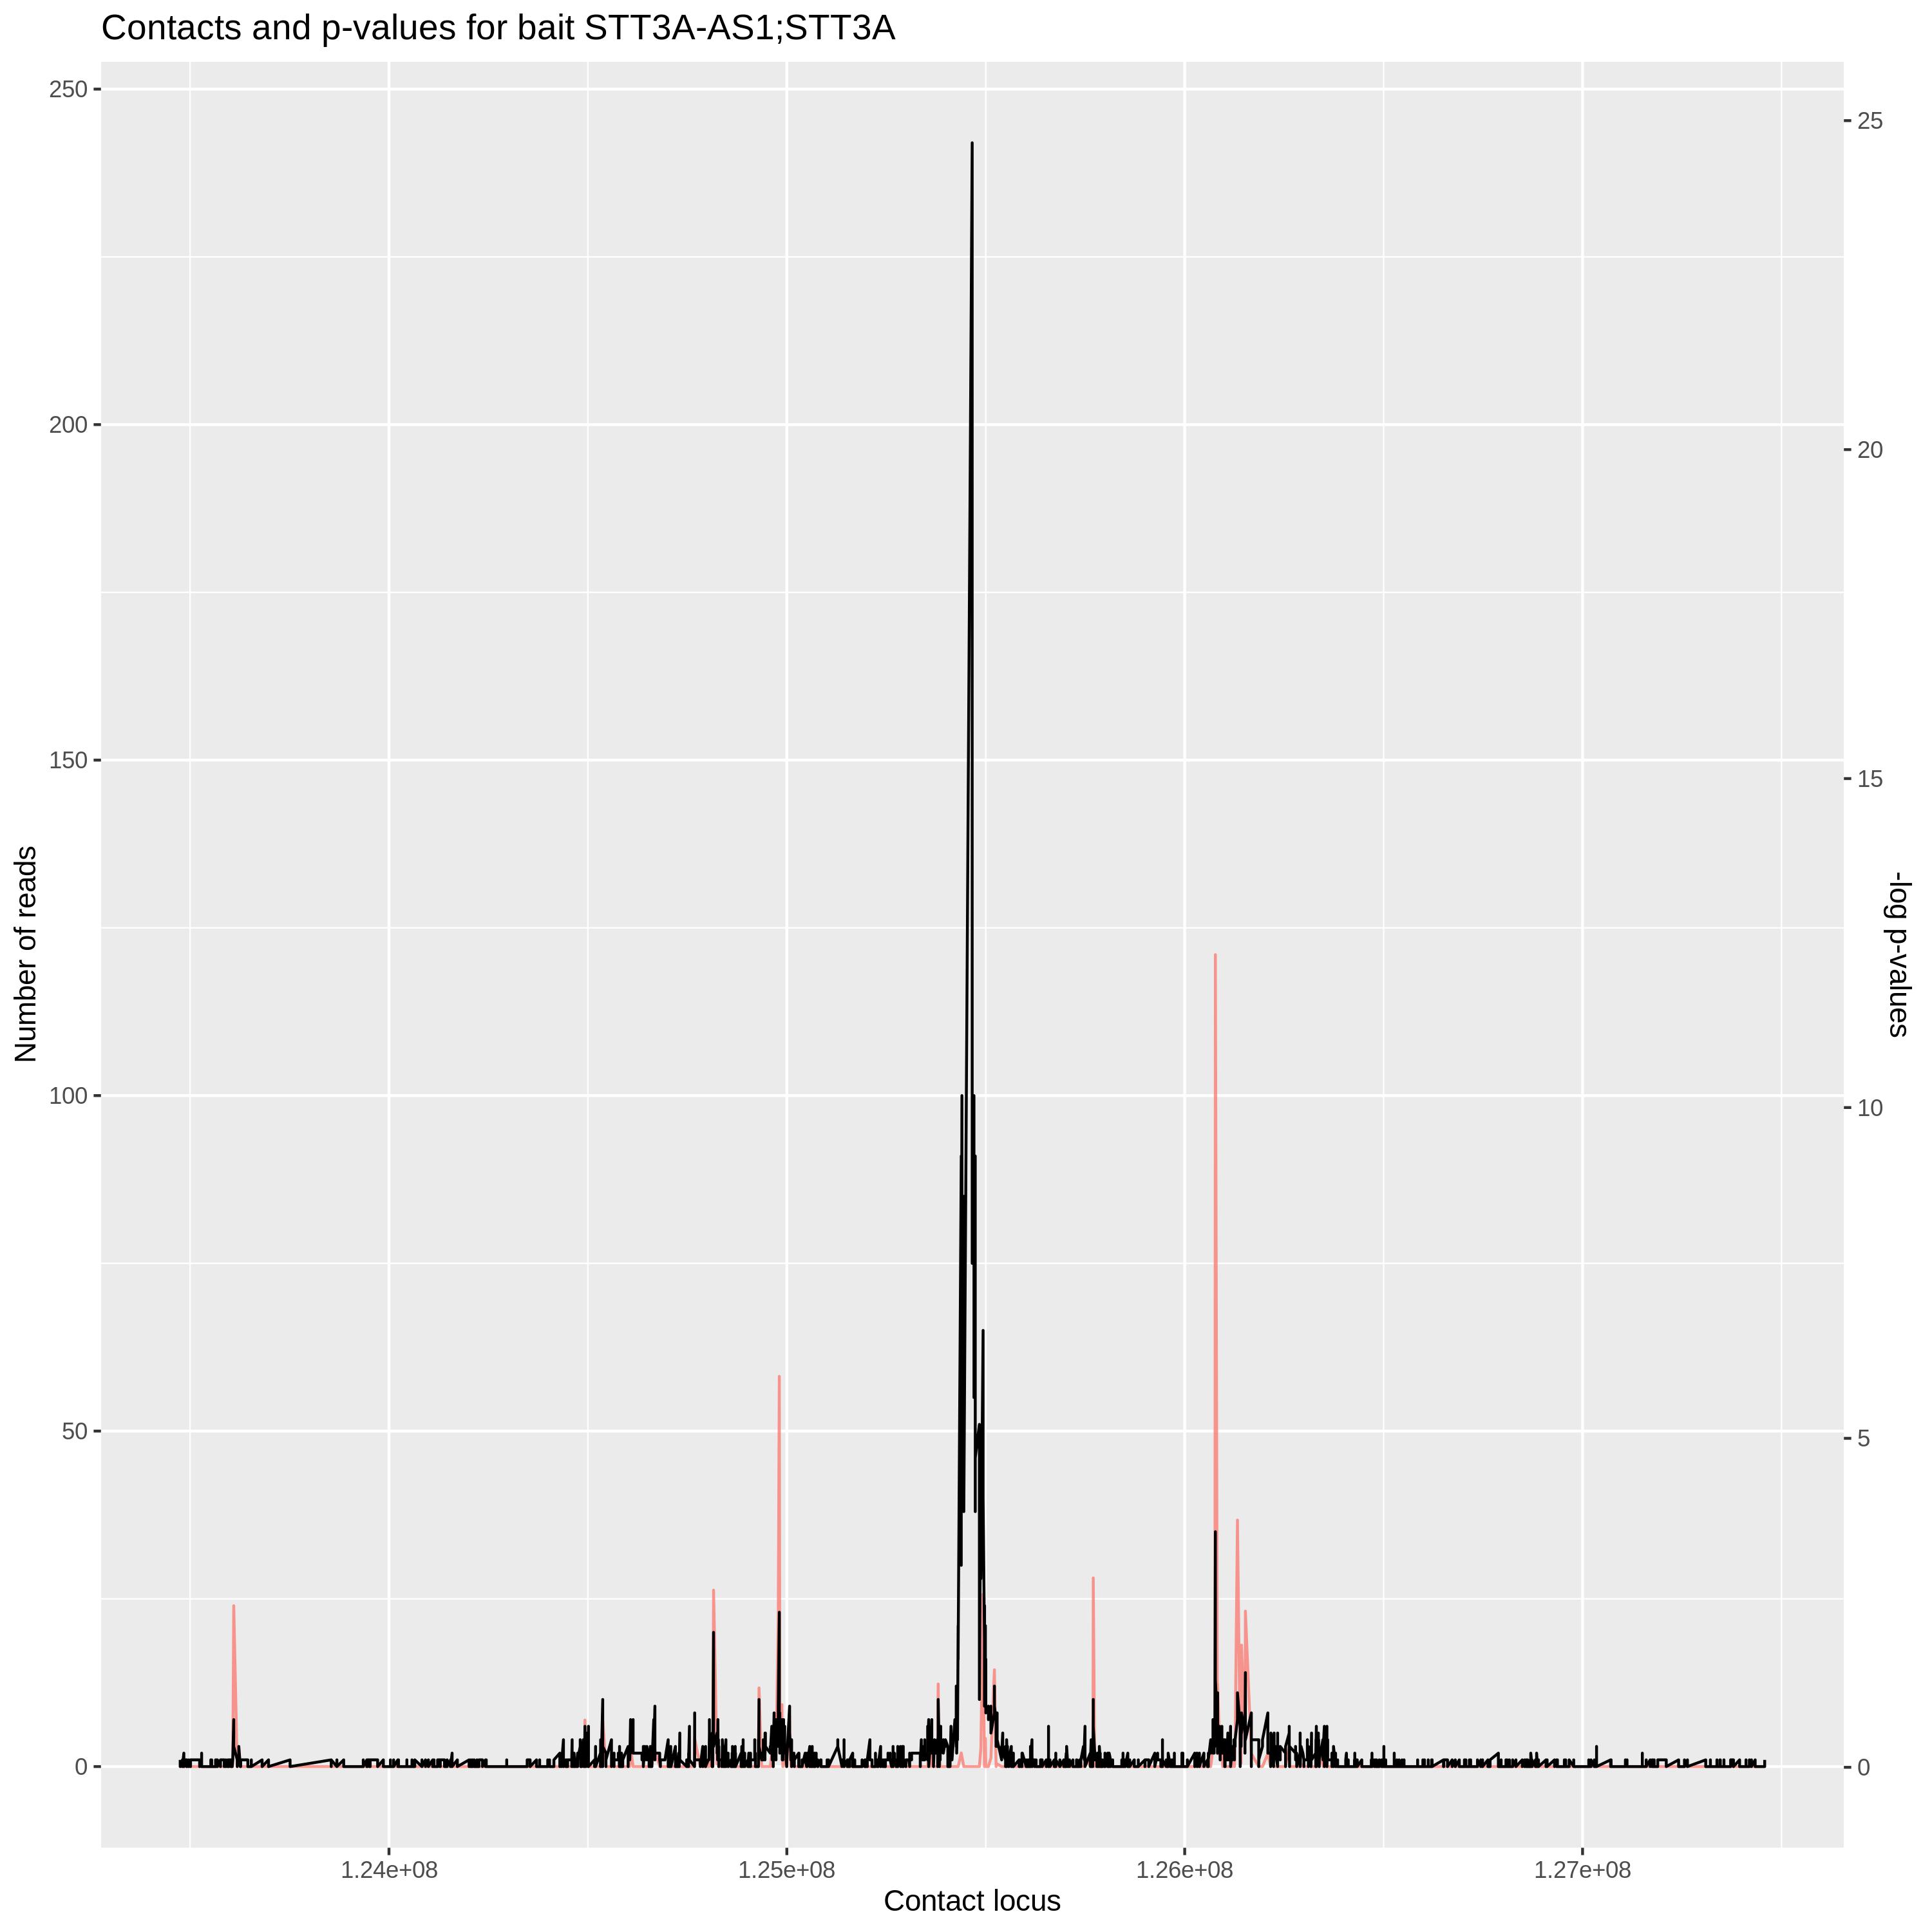 Contacts and p-values for bait STT3A-AS1;STT3A
250
200
150
100
50
0
Number of reads
25
20
15
10
5
0
-log p-values
1.24e+08
1.25e+08
1.26e+08
1.27e+08
Contact locus